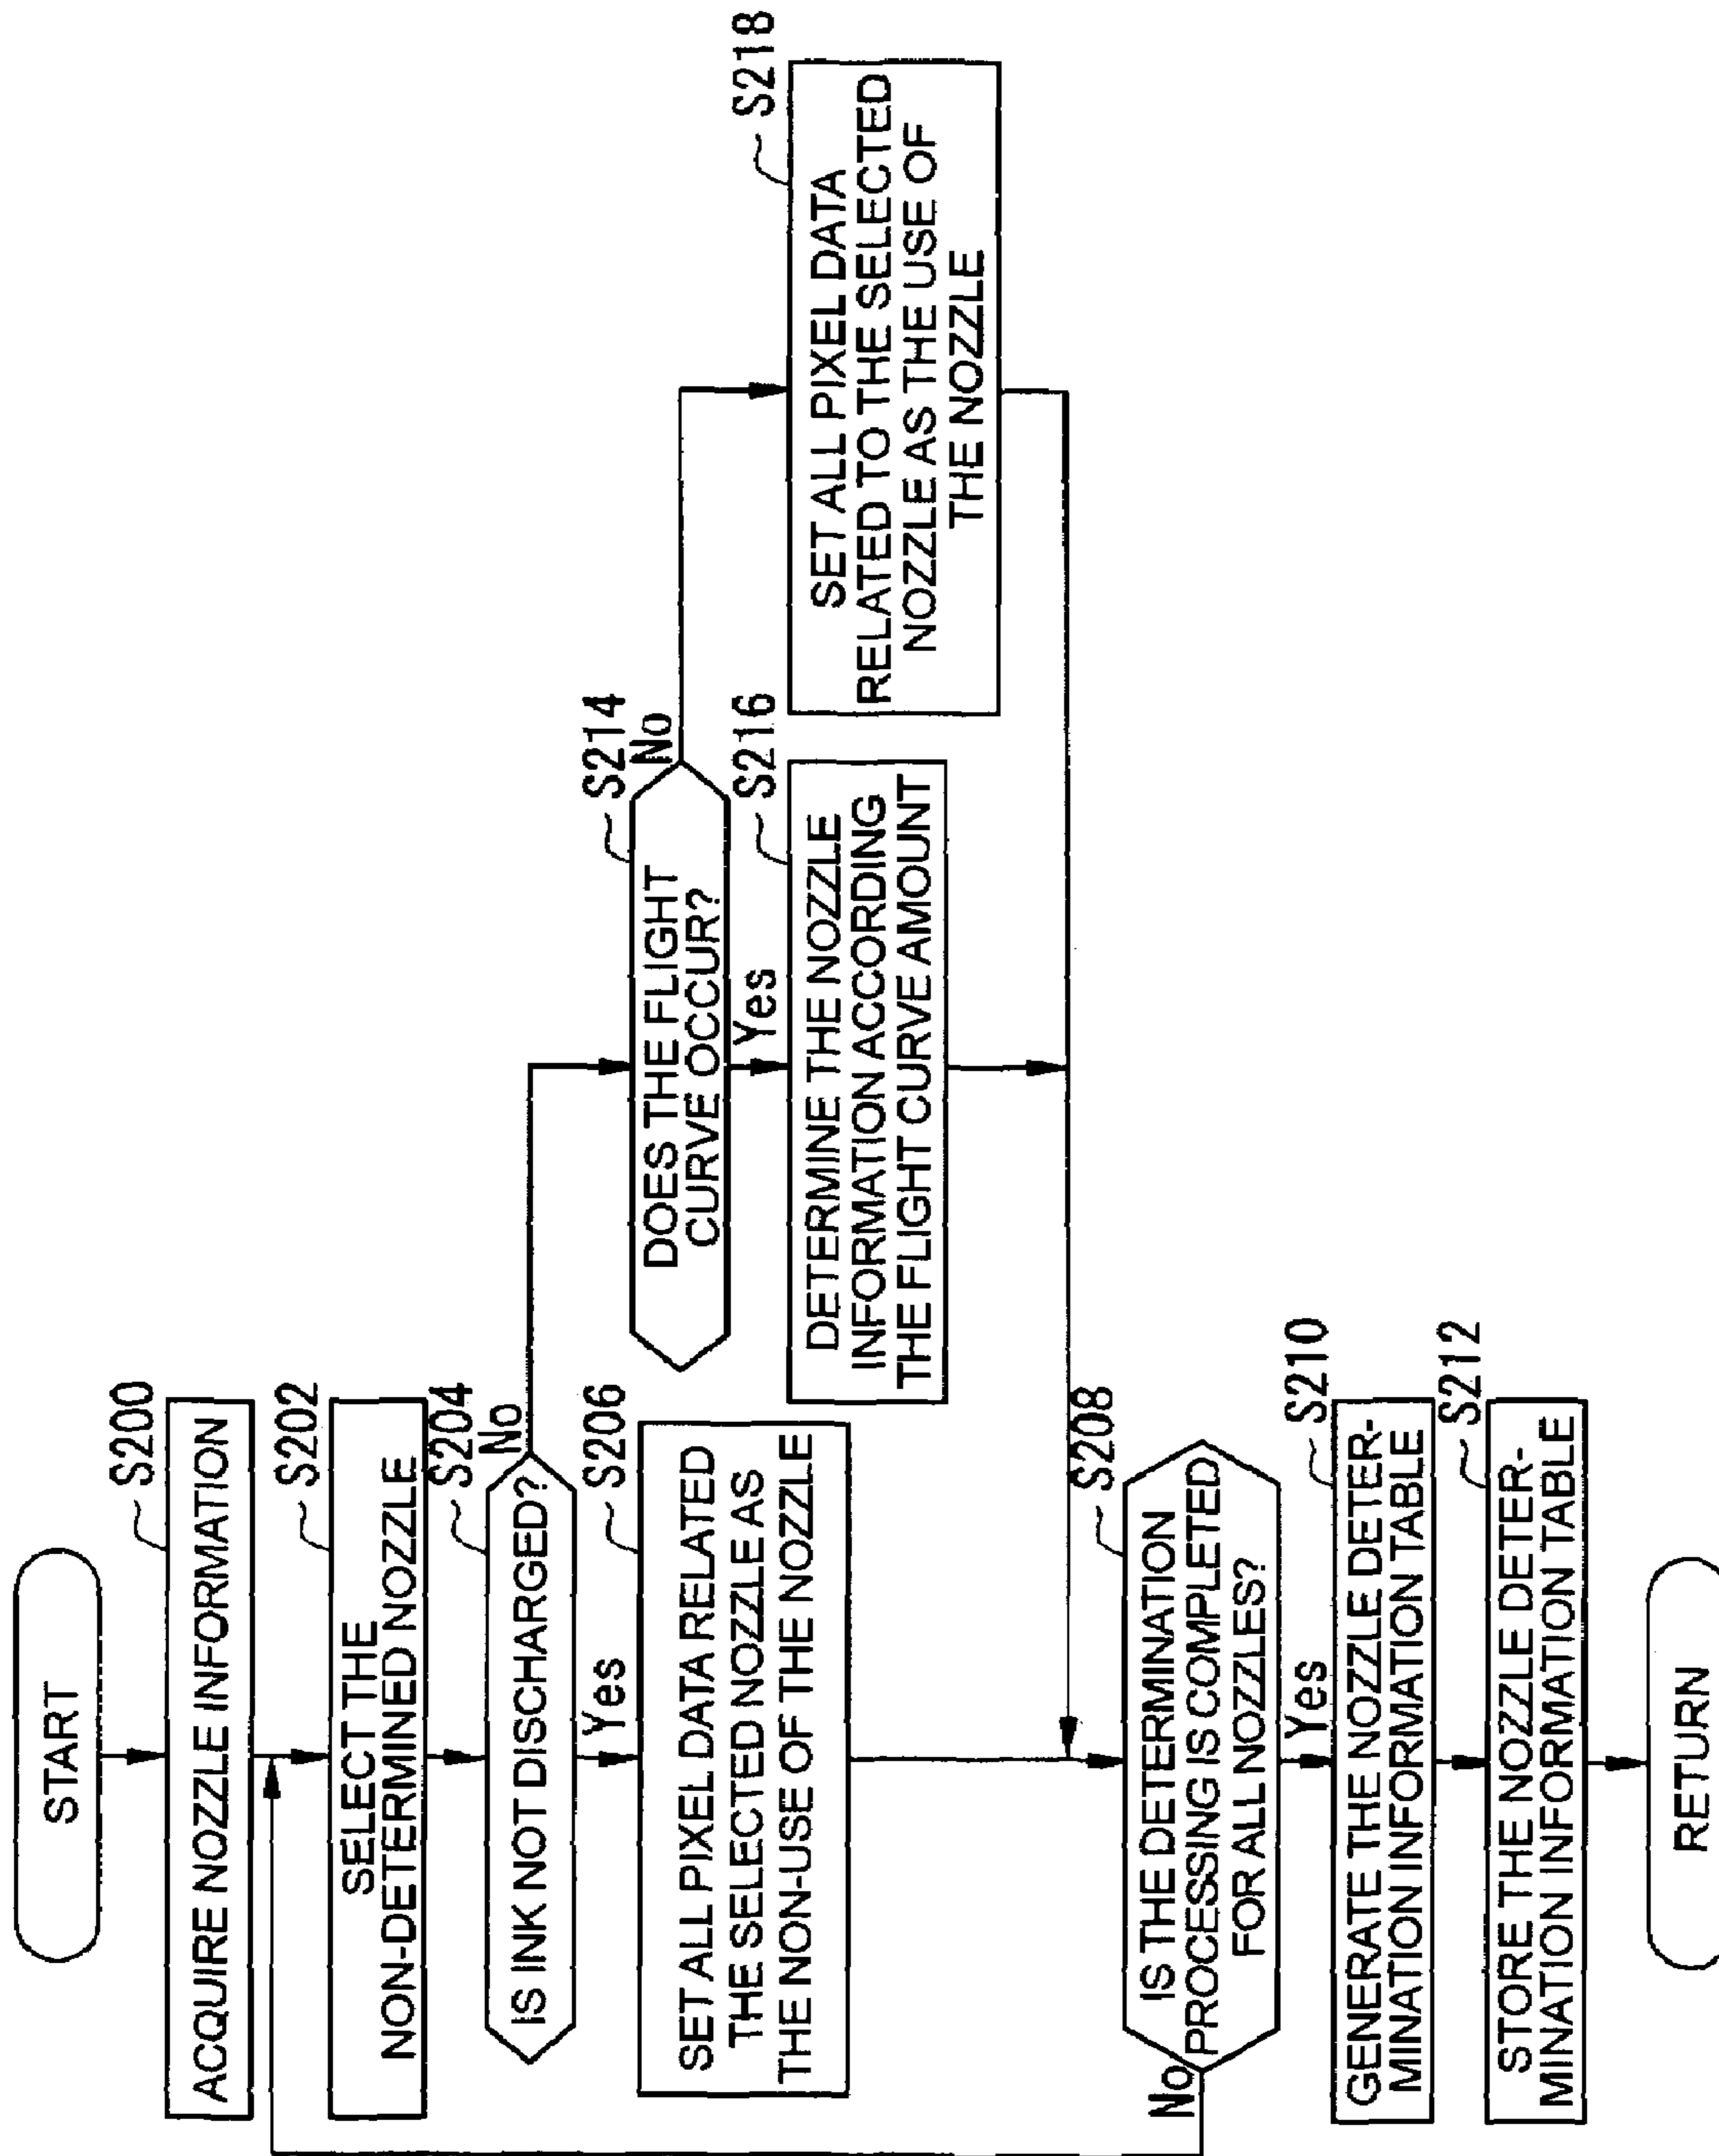 START
S200
ACQUIRE NOZZLE INFORMATION
S202
SELECT THE
NON-DETERMINED NOZZLE
S204
IS INK NOT DISCHARGED?
No
Yes
S206
SET ALL PIXEL DATA RELATED
THE SELECTED NOZZLE AS
THE NON-USE OF THE NOZZLE
S214
DOES THE FLIGHT
CURVE OCCUR?
No
Yes
S216
DETERMINE THE NOZZLE
INFORMATION ACCORDING
THE FLIGHT CURVE AMOUNT
S218
SET ALL PIXEL DATA
RELATED TO THE SELECTED
NOZZLE AS THE USE OF
THE NOZZLE
S208
IS THE DETERMINATION
PROCESSING IS COMPLETED
FOR ALL NOZZLES?
No
Yes
S210
GENERATE THE NOZZLE DETER-
MINATION INFORMATION TABLE
S212
STORE THE NOZZLE DETER-
MINATION INFORMATION TABLE
RETURN